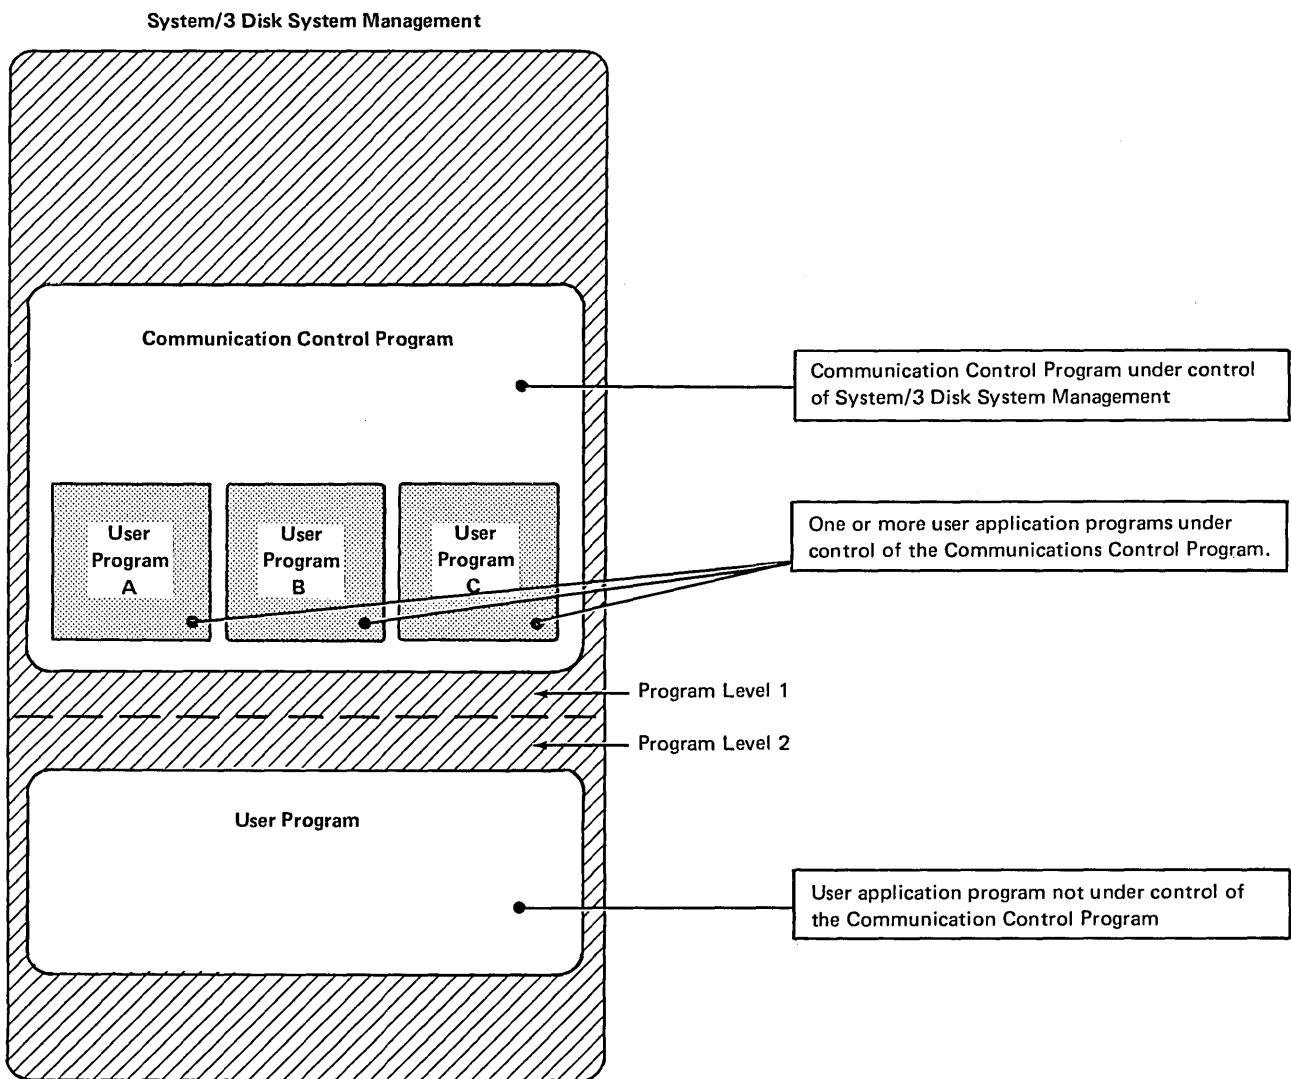 System/3 Disk System Management
Communication Control Program
Communication Control Program under control
of System/3 Disk System Management
User
Program
A
User
Program
B
User
Program
C
One or more user application programs under
control of the Communications Control Program.
Program Level 1
Program Level 2
User Program
User application program not under control of
the Communication Control Program